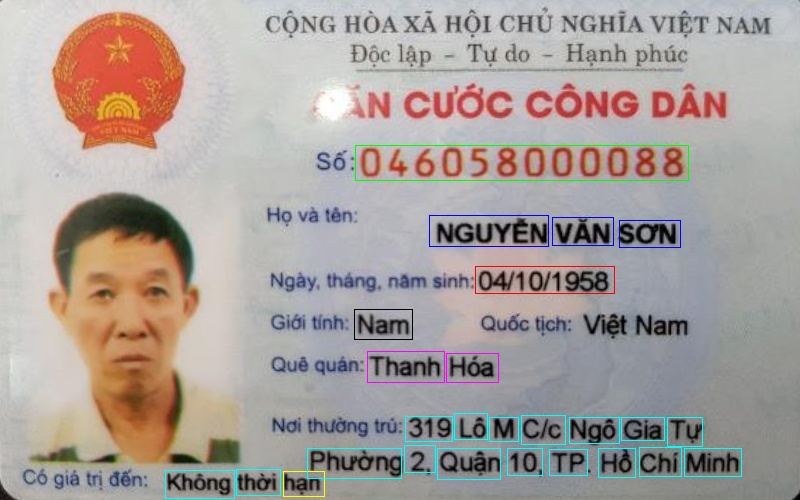 CỘNG HÒA XÃ HỘI CHỦ NGHĨA VIỆT NAM
Độc lập - Tự do - Hạnh phúc
CĂN CƯỚC CÔNG DÂN
Số: 046058000088
Họ và tên:
NGUYỄN VĂN SƠN
Ngày, tháng, năm sinh: 04/10/1958
Giới tính: Nam Quốc tịch: Việt Nam
Quê quán: Thanh Hóa
Nơi thường trú: 319 Lô M C/c Ngô Gia Tự
Phường 2, Quận 10, TP. Hồ Chí Minh
Có giá trị đến: Không thời hạn
VIỆT NAM